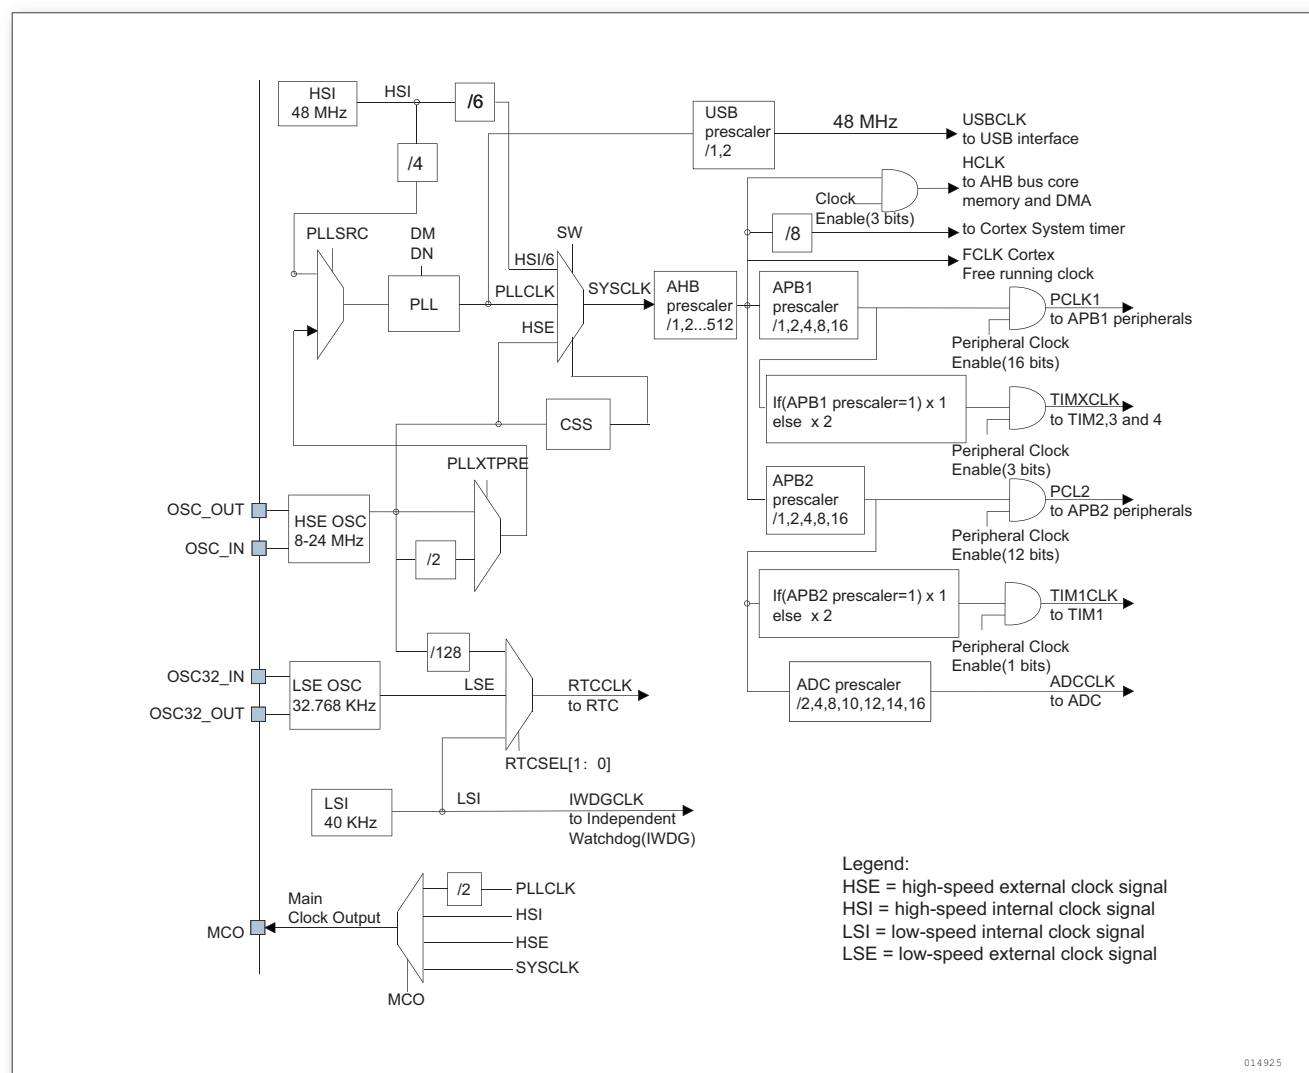 HSI
48 MHz
HSI
/6
/4
USB
prescaler
/1,2
48 MHz
USBCLK
to USB interface
HCLK
to AHB bus core
memory and DMA
Clock
Enable(3 bits)
/8
to Cortex System timer
FCLK Cortex
Free running clock
PLLSRC
DM
DN
PLL
SW
HSI/6
PLLCLK
HSE
SYSCLK
AHB
prescaler
/1,2...512
APB1
prescaler
/1,2,4,8,16
PCLK1
to APB1 peripherals
Peripheral Clock
Enable(16 bits)
If(APB1 prescaler=1) x 1
else x 2
TIMXCLK
to TIM2,3 and 4
Peripheral Clock
Enable(3 bits)
CSS
PLLXTPRE
APB2
prescaler
/1,2,4,8,16
PCL2
to APB2 peripherals
Peripheral Clock
Enable(12 bits)
OSC_OUT
OSC_IN
HSE OSC
8-24 MHz
/2
If(APB2 prescaler=1) x 1
else x 2
TIM1CLK
to TIM1
Peripheral Clock
Enable(1 bits)
/128
OSC32_IN
OSC32_OUT
LSE OSC
32.768 KHz
LSE
RTCCLK
to RTC
RTCSEL[1: 0]
ADC prescaler
/2,4,8,10,12,14,16
ADCCLK
to ADC
LSI
40 KHz
LSI
IWDGCLK
to Independent
Watchdog(IWDG)
Main
Clock Output
MCO
/2
PLLCLK
HSI
HSE
SYSCLK
MCO
Legend:
HSE = high-speed external clock signal
HSI = high-speed internal clock signal
LSI = low-speed internal clock signal
LSE = low-speed external clock signal
014925